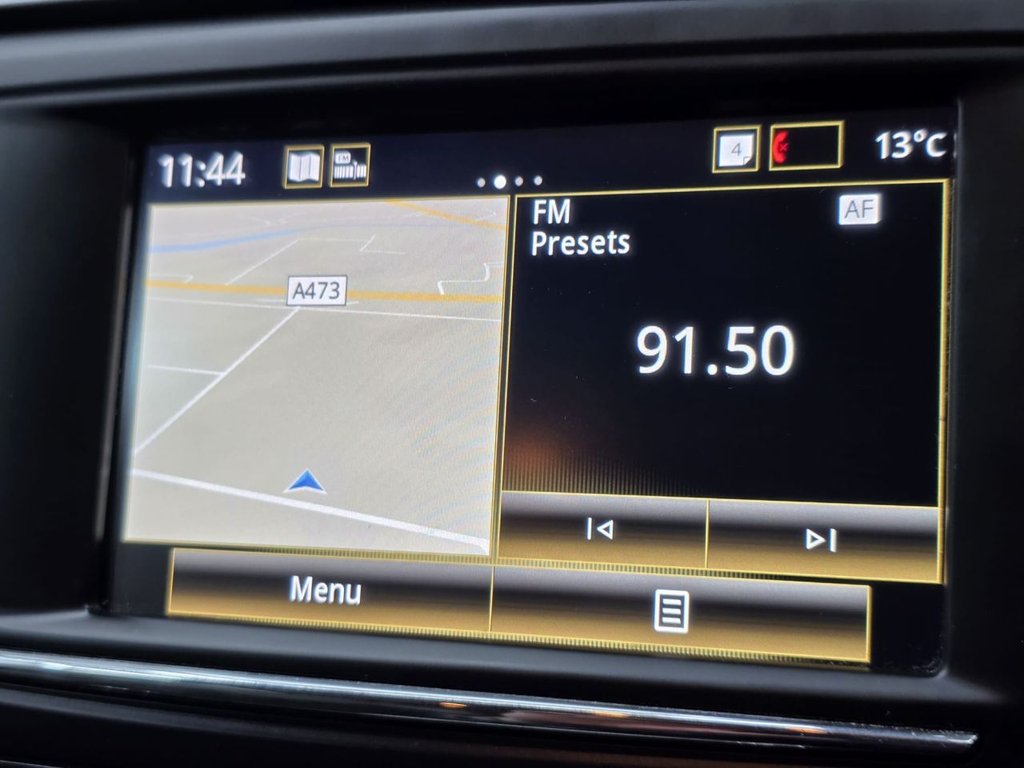 11:44
FM
4
13°C
A473
FM
AF
Presets
91.50
Menu